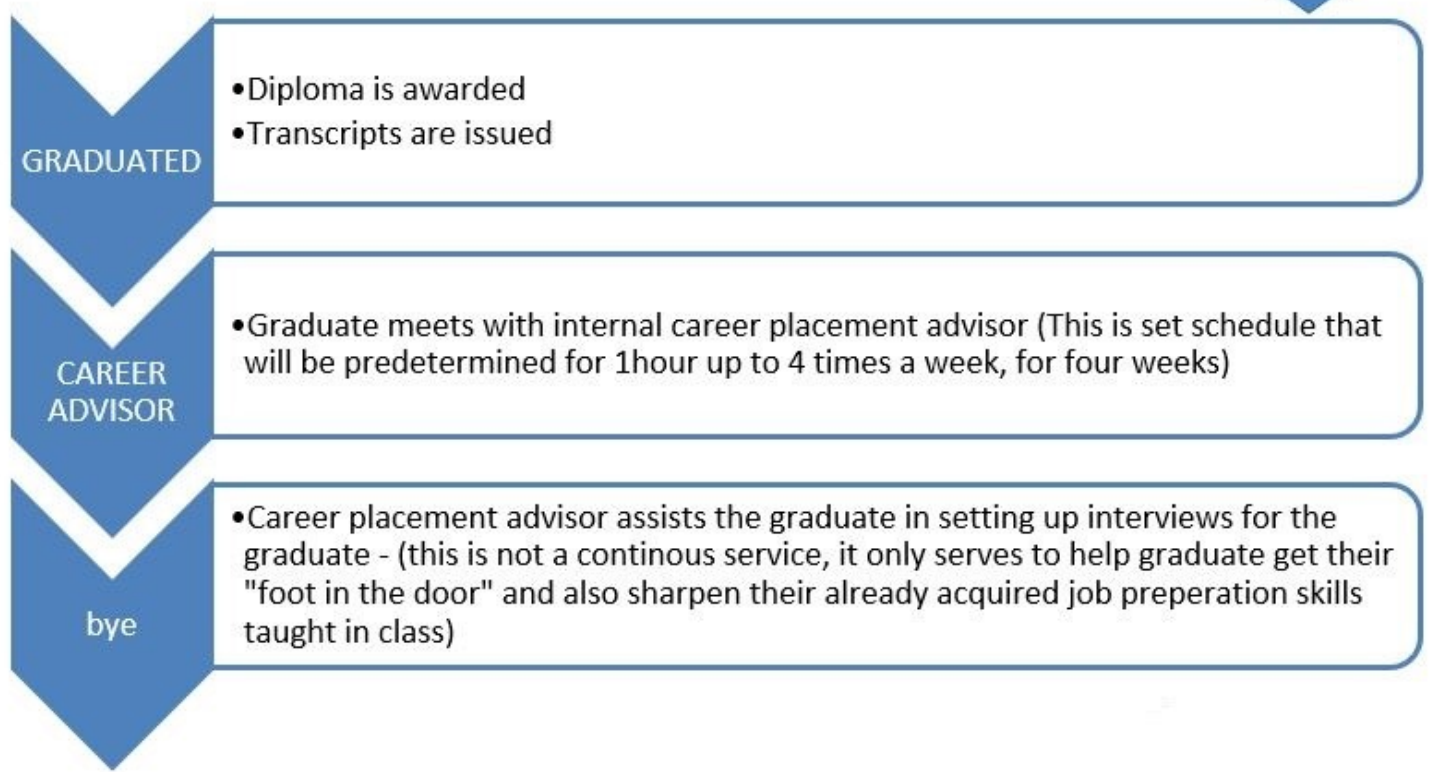 GRADUATED
•Diploma is awarded
•Transcripts are issued
CAREER
ADVISOR
•Graduate meets with internal career placement advisor (This is set schedule that
will be predetermined for 1hour up to 4 times a week, for four weeks)
bye
•Career placement advisor assists the graduate in setting up interviews for the
graduate - (this is not a continous service, it only serves to help graduate get their
"foot in the door" and also sharpen their already acquired job preperation skills
taught in class)